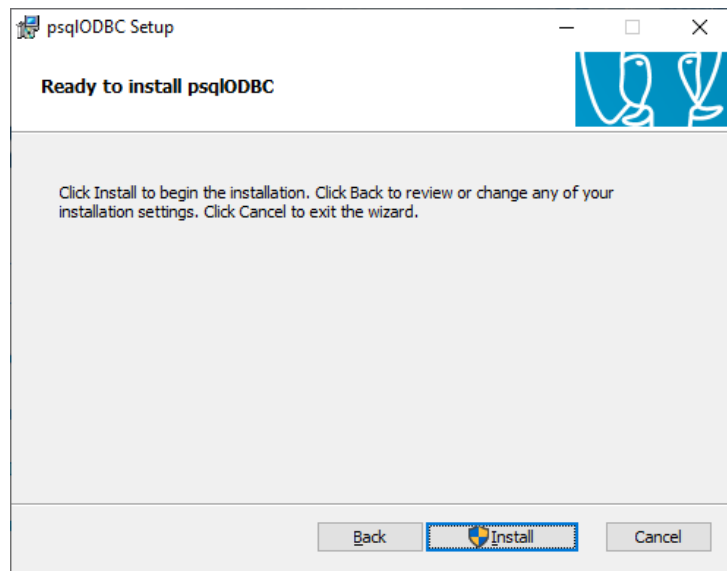 psqlODBC Setup
Ready to install psqlODBC
Click Install to begin the installation. Click Back to review or change any of your
installation settings. Click Cancel to exit the wizard.
Back
Install
Cancel